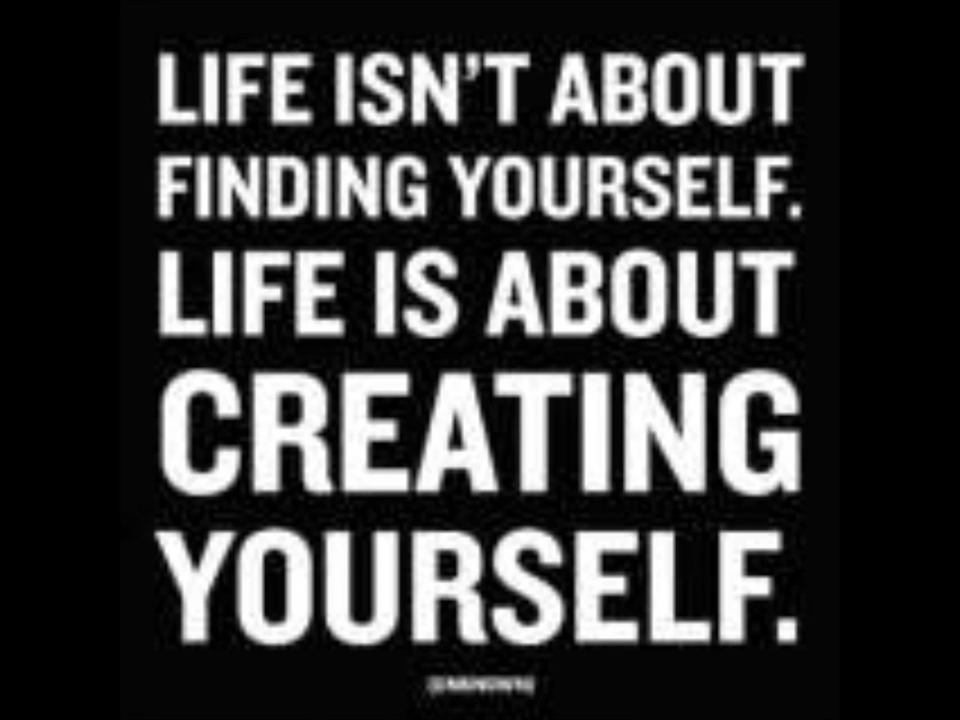 LIFE ISN'T ABOUT
FINDING YOURSELF.
LIFE IS ABOUT
CREATING
YOURSELF.